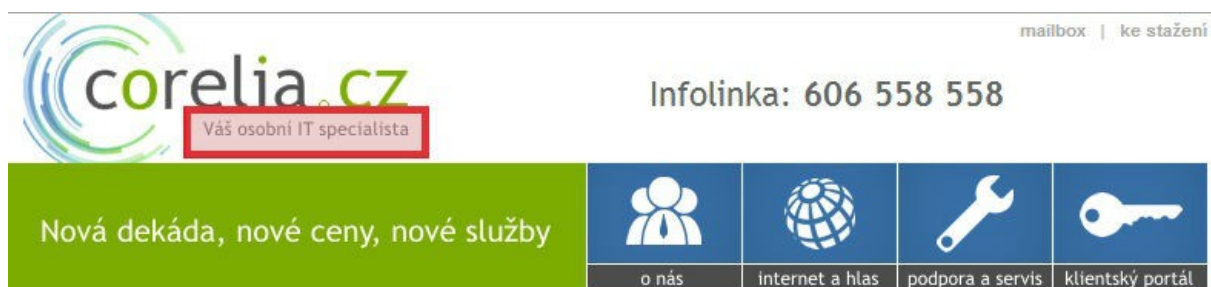 mailbox | ke stažení
corelia.cz
Váš osobní IT specialista
Infolinka: 606 558 558
Nová dekáda, nové ceny, nové služby
o nás
internet a hlas
podpora a servis
klientský portál